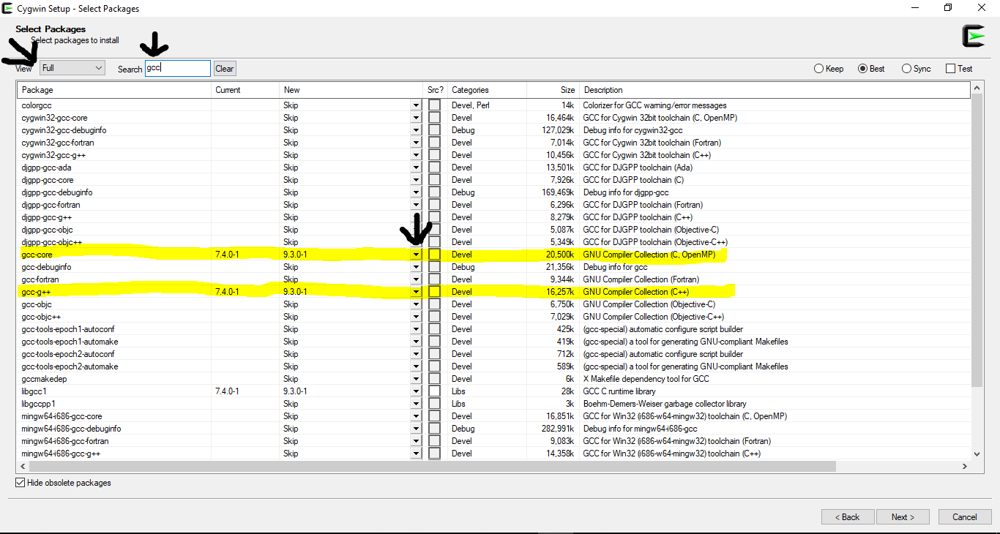 Cygwin Setup - Select Packages
Select Packages
Select packages to install
View Full Search gcc Clear Keep Best Sync Test
Package Current New Src? Categories Size Description
colorgcc Skip Devel, Perl 14k Colorizer for GCC warning/error messages
cygwin32-gcc-core Skip Devel 16,464k GCC for Cygwin 32bit toolchain (C, OpenMP)
cygwin32-gcc-debuginfo Skip Debug 127,029k Debug info for cygwin32-gcc
cygwin32-gcc-fortran Skip Devel 7,014k GCC for Cygwin 32bit toolchain (Fortran)
cygwin32-gcc-g++ Skip Devel 10,456k GCC for Cygwin 32bit toolchain (C++)
djgpp-gcc-ada Skip Devel 13,501k GCC for DJGPP toolchain (Ada)
djgpp-gcc-core Skip Devel 7,926k GCC for DJGPP toolchain (C)
djgpp-gcc-debuginfo Skip Debug 169,469k Debug info for djgpp-gcc
djgpp-gcc-fortran Skip Devel 6,296k GCC for DJGPP toolchain (Fortran)
djgpp-gcc-g++ Skip Devel 8,279k GCC for DJGPP toolchain (C++)
djgpp-gcc-objc Skip Devel 5,087k GCC for DJGPP toolchain (Objective-C)
djgpp-gcc-objc++ Skip Devel 5,349k GCC for DJGPP toolchain (Objective-C++)
gcc-core 7.4.0-1 9.3.0-1 Devel 20,500k GNU Compiler Collection (C, OpenMP)
gcc-debuginfo Skip Debug 21,356k Debug info for gcc
gcc-fortran Skip Devel 9,344k GNU Compiler Collection (Fortran)
gcc-g++ 7.4.0-1 9.3.0-1 Devel 16,257k GNU Compiler Collection (C++)
gcc-objc Skip Devel 6,750k GNU Compiler Collection (Objective-C)
gcc-objc++ Skip Devel 7,029k GNU Compiler Collection (Objective-C++)
gcc-tools-epoch1-autoconf Skip Devel 425k (gcc-special) automatic configure script builder
gcc-tools-epoch1-automake Skip Devel 419k (gcc-special) a tool for generating GNU-compliant Makefiles
gcc-tools-epoch2-autoconf Skip Devel 712k (gcc-special) automatic configure script builder
gcc-tools-epoch2-automake Skip Devel 589k (gcc-special) a tool for generating GNU-compliant Makefiles
gccmakedep Skip Devel 6k X Makefile dependency tool for GCC
libgcc1 7.4.0-1 9.3.0-1 Libs 28k GCC C runtime library
libgccpp1 Skip Libs 3k Boehm-Demers-Weiser garbage collector library
mingw64-i686-gcc-core Skip Devel 16,851k GCC for Win32 (i686-w64-mingw32) toolchain (C, OpenMP)
mingw64-i686-gcc-debuginfo Skip Debug 282,991k Debug info for mingw64-i686-gcc
mingw64-i686-gcc-fortran Skip Devel 9,083k GCC for Win32 (i686-w64-mingw32) toolchain (Fortran)
mingw64-i686-gcc-g++ Skip Devel 14,358k GCC for Win32 (i686-w64-mingw32) toolchain (C++)
Hide obsolete packages
< Back Next > Cancel